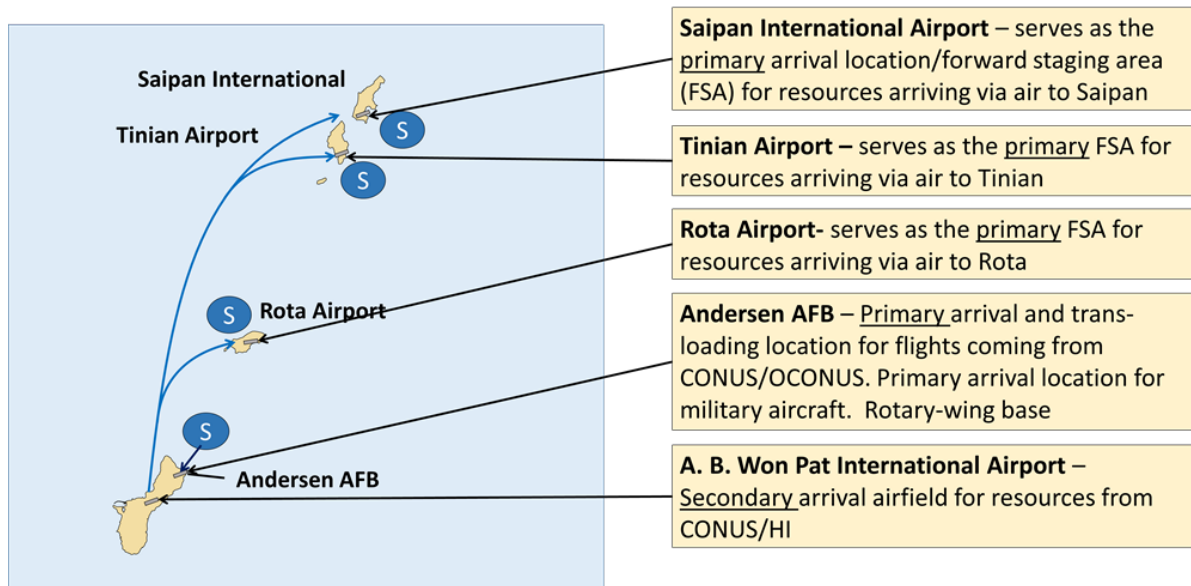 Saipan International
Tinian Airport
S
S
S
Rota Airport
S
Andersen AFB
Saipan International Airport – serves as the
primary arrival location/forward staging area
(FSA) for resources arriving via air to Saipan
Tinian Airport – serves as the primary FSA for
resources arriving via air to Tinian
Rota Airport- serves as the primary FSA for
resources arriving via air to Rota
Andersen AFB – Primary arrival and trans-
loading location for flights coming from
CONUS/OCONUS. Primary arrival location for
military aircraft.  Rotary-wing base
A. B. Won Pat International Airport –
Secondary arrival airfield for resources from
CONUS/HI